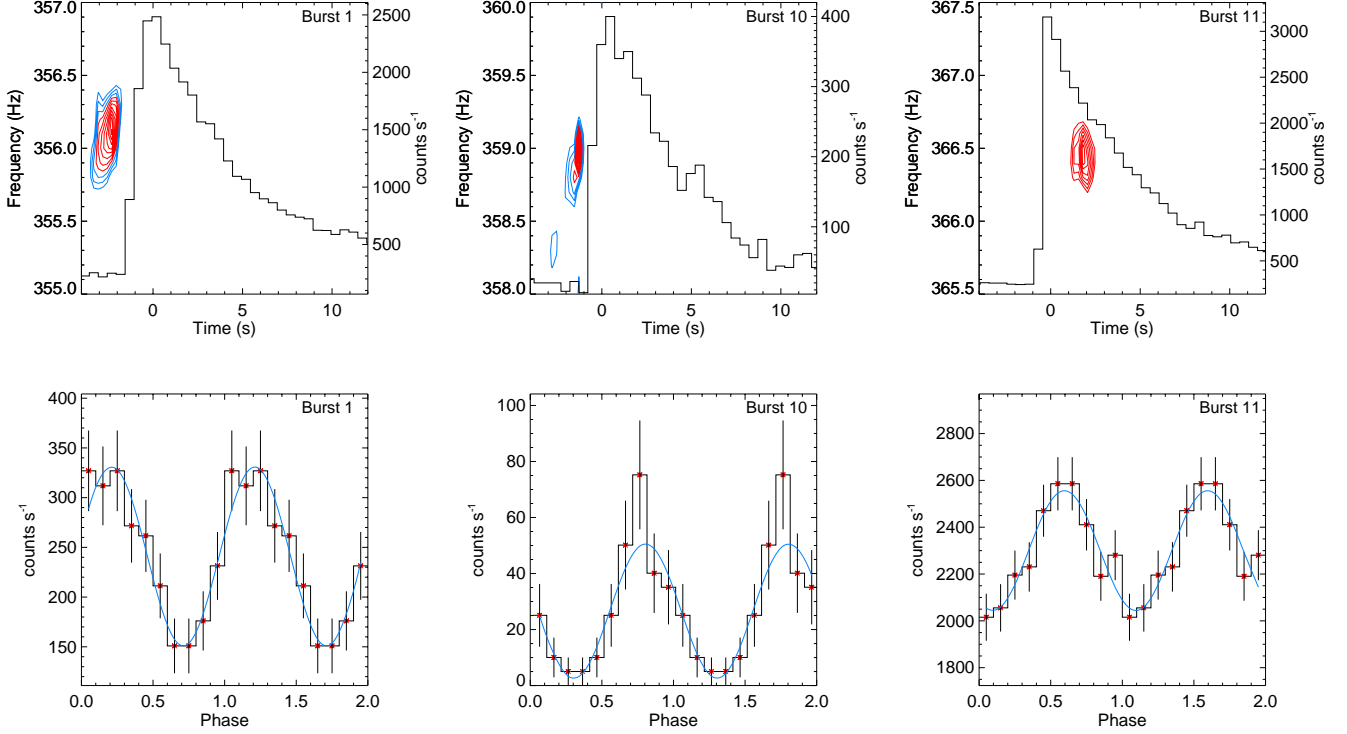 Burst 1
Frequency (Hz)
357.0
356.5
356.0
355.5
355.0
2500
2000
1500
1000
500
counts s⁻¹
0 5 10
Time (s)
Burst 10
Frequency (Hz)
360.0
359.5
359.0
358.5
358.0
400
300
200
100
counts s⁻¹
0 5 10
Time (s)
Burst 11
Frequency (Hz)
367.5
367.0
366.5
366.0
365.5
3000
2500
2000
1500
1000
500
counts s⁻¹
0 5 10
Time (s)
Burst 1
counts s⁻¹
400
350
300
250
200
150
0.0 0.5 1.0 1.5 2.0
Phase
Burst 10
counts s⁻¹
100
80
60
40
20
0
0.0 0.5 1.0 1.5 2.0
Phase
Burst 11
counts s⁻¹
2800
2600
2400
2200
2000
1800
0.0 0.5 1.0 1.5 2.0
Phase